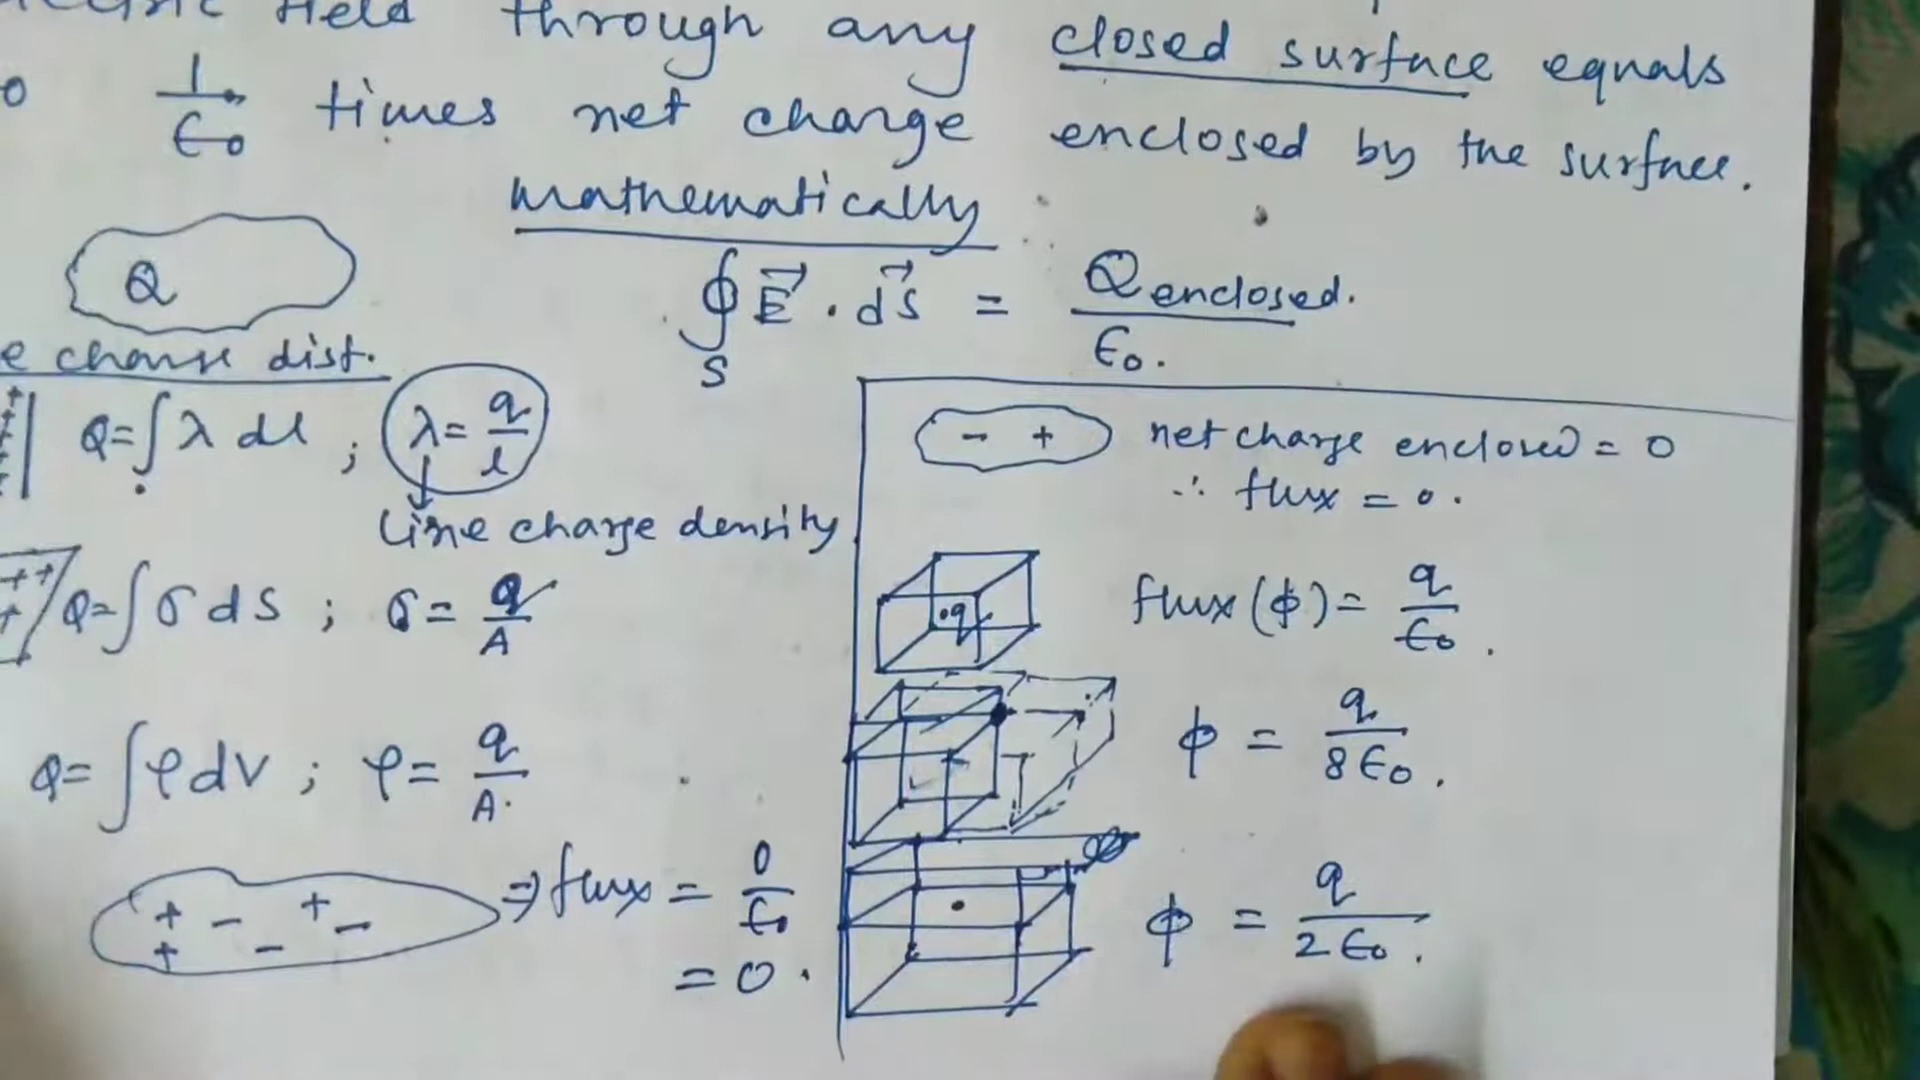 Field through any closed surface equals
1/ϵ₀ times net charge enclosed by the surface.
mathematically
Q
∮_S E⃗ . dS⃗ = Q enclosed. / ϵ₀.
e charge dist.
Q=∫λ dl ; λ= q/l
Line charge density
++
+
Q=∫σ dS ; σ= q/A
Q=∫ρ dV ; ρ= q/A.
+ - + -
+ -
⇒ flux = 0/ϵ₀
= 0 .
- + net charge enclosed = 0
∴ flux = 0 .
.q flux (ϕ) = q/ϵ₀ .
ϕ = q/8ϵ₀ .
ϕ = q/2ϵ₀ .